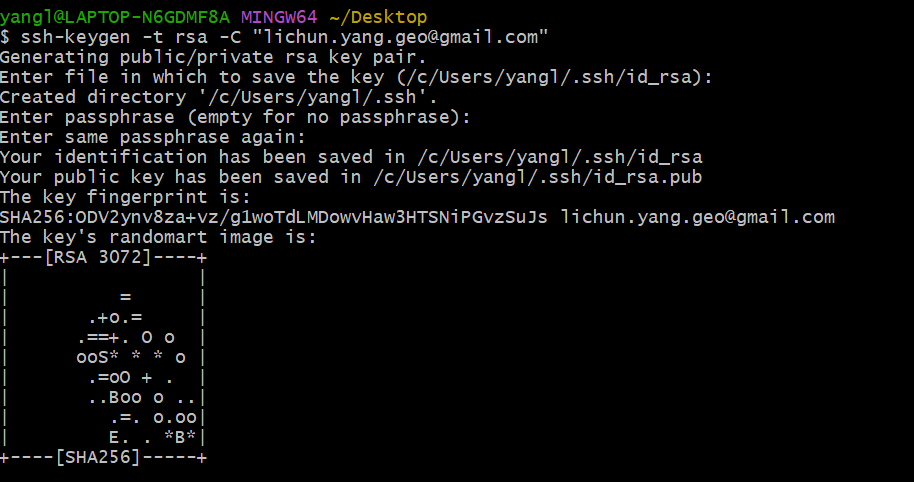 yangl@LAPTOP-N6GDMF8A MINGW64 ~/Desktop
$ ssh-keygen -t rsa -C "lichun.yang.geo@gmail.com"
Generating public/private rsa key pair.
Enter file in which to save the key (/c/Users/yangl/.ssh/id_rsa):
Created directory '/c/Users/yangl/.ssh'.
Enter passphrase (empty for no passphrase):
Enter same passphrase again:
Your identification has been saved in /c/Users/yangl/.ssh/id_rsa
Your public key has been saved in /c/Users/yangl/.ssh/id_rsa.pub
The key fingerprint is:
SHA256:ODV2ynv8za+vz/g1woTdLMDowvHaw3HTSNiPGvzSuJs lichun.yang.geo@gmail.com
The key's randomart image is:
+---[RSA 3072]----+
|                 |
|          =      |
|       .+o.=     |
|      .==+. O o  |
|      ooS* * * o |
|       .=oO + .  |
|       ..Boo o ..|
|         .=. o.oo|
|         E. . *B*|
+----[SHA256]-----+